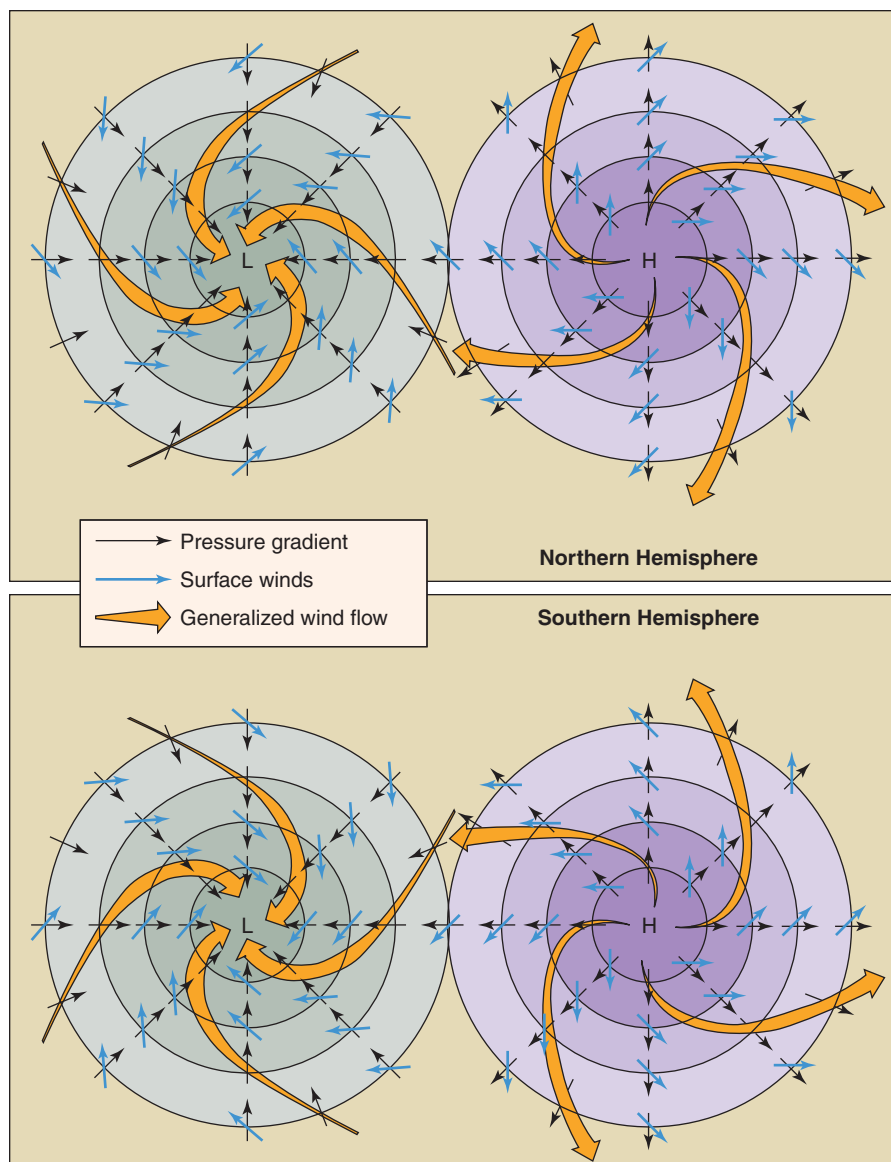 L
H
Pressure gradient
Surface winds
Generalized wind flow
Northern Hemisphere
Southern Hemisphere
L
H